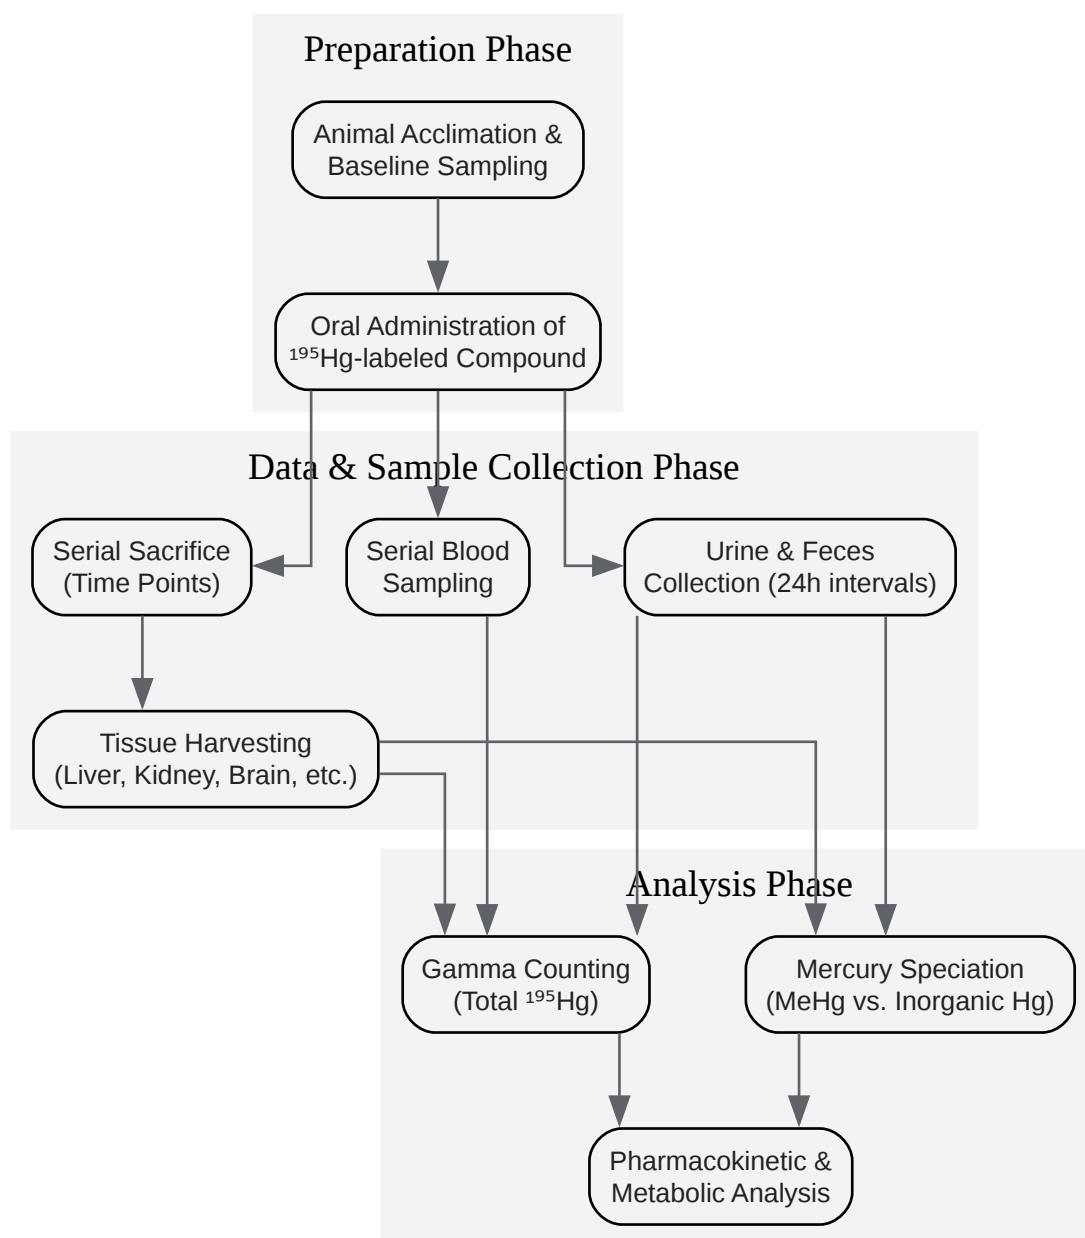 Preparation Phase
Animal Acclimation &
Baseline Sampling
Oral Administration of
¹⁹⁵Hg-labeled Compound
Data & Sample Collection Phase
Serial Sacrifice
(Time Points)
Serial Blood
Sampling
Urine & Feces
Collection (24h intervals)
Tissue Harvesting
(Liver, Kidney, Brain, etc.)
Analysis Phase
Gamma Counting
(Total ¹⁹⁵Hg)
Mercury Speciation
(MeHg vs. Inorganic Hg)
Pharmacokinetic &
Metabolic Analysis